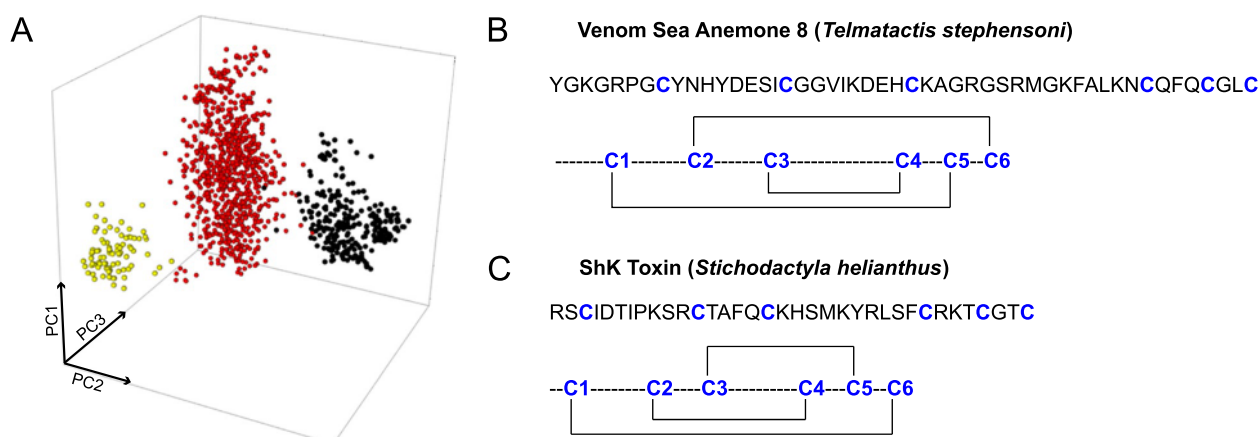 A
PC1
PC3
PC2
B
Venom Sea Anemone 8 (Telmatactis stephensoni)
YGKGRPGCYNHYDESICGGVIKDEHCKAGRGSRMGKFALKNCQFQCGLC
------C1---------C2------C3---------------C4---C5--C6
C
ShK Toxin (Stichodactyla helianthus)
RSCIDTIPKSRCTAFQCKHSMKYRLSFCRKTCGTC
--C1-------C2----C3----------C4---C5---C6